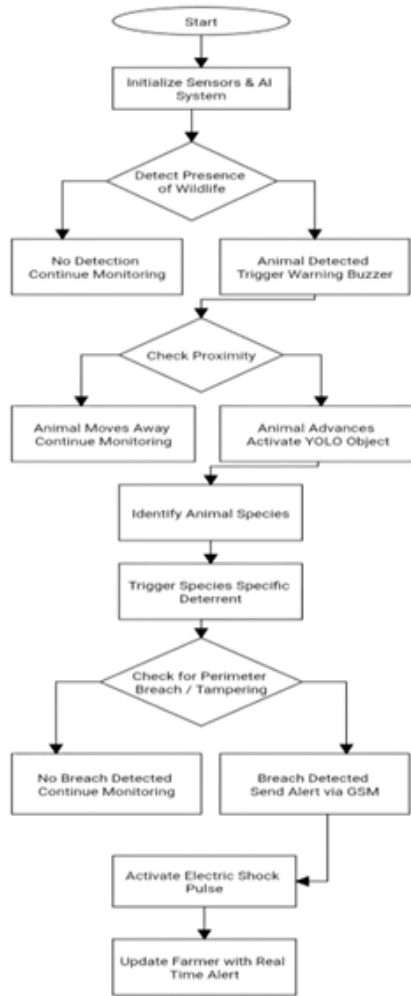 Start
Initialize Sensors & AI
System
Detect Presence
of Wildlife
No Detection
Continue Monitoring
Animal Detected
Trigger Warning Buzzer
Check Proximity
Animal Moves Away
Continue Monitoring
Animal Advances
Activate YOLO Object
Identify Animal Species
Trigger Species Specific
Deterrent
Check for Perimeter
Breach / Tampering
No Breach Detected
Continue Monitoring
Breach Detected
Send Alert via GSM
Activate Electric Shock
Pulse
Update Farmer with Real
Time Alert